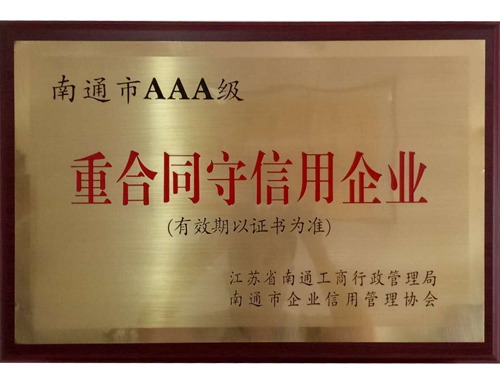 南通市AAA级
重合同守信用企业
(有效期以证书为准)
江苏省南通工商行政管理局
南通市企业信用管理协会